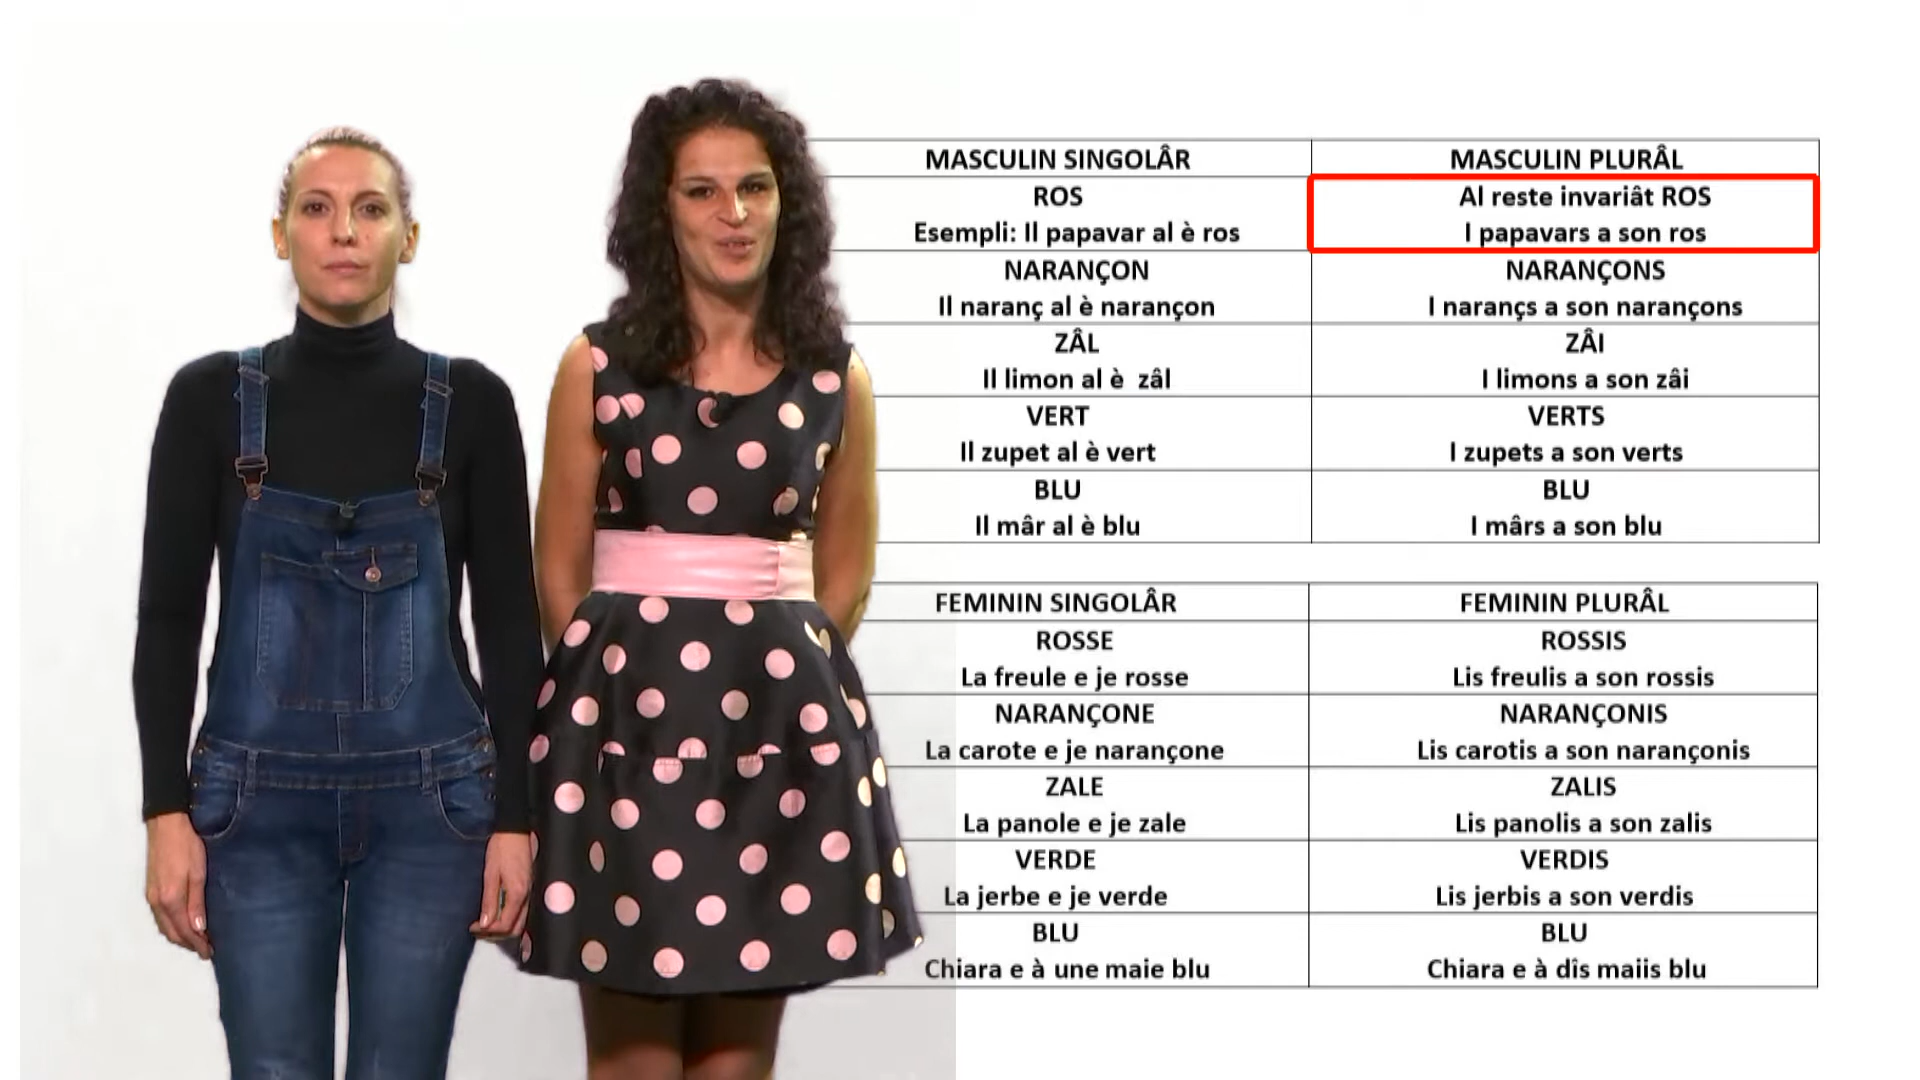 MASCULIN SINGOLÂR
MASCULIN PLURÂL
ROS
Esempli: Il papavar al è ros
Al reste invariât ROS
I papavars a son ros
NARANÇON
Il naranç al è narançon
NARANÇONS
I narançs a son narançons
ZÂL
Il limon al è zâl
ZÂI
I limons a son zâi
VERT
Il zupet al è vert
VERTS
I zupets a son verts
BLU
Il mâr al è blu
BLU
I mârs a son blu
FEMININ SINGOLÂR
FEMININ PLURÂL
ROSSE
La freule e je rosse
ROSSIS
Lis freulis a son rossis
NARANÇONE
La carote e je narançone
NARANÇONIS
Lis carotis a son narançonis
ZALE
La panole e je zale
ZALIS
Lis panolis a son zalis
VERDE
La jerbe e je verde
VERDIS
Lis jerbis a son verdis
BLU
Chiara e à une maie blu
BLU
Chiara e à dîs maiis blu